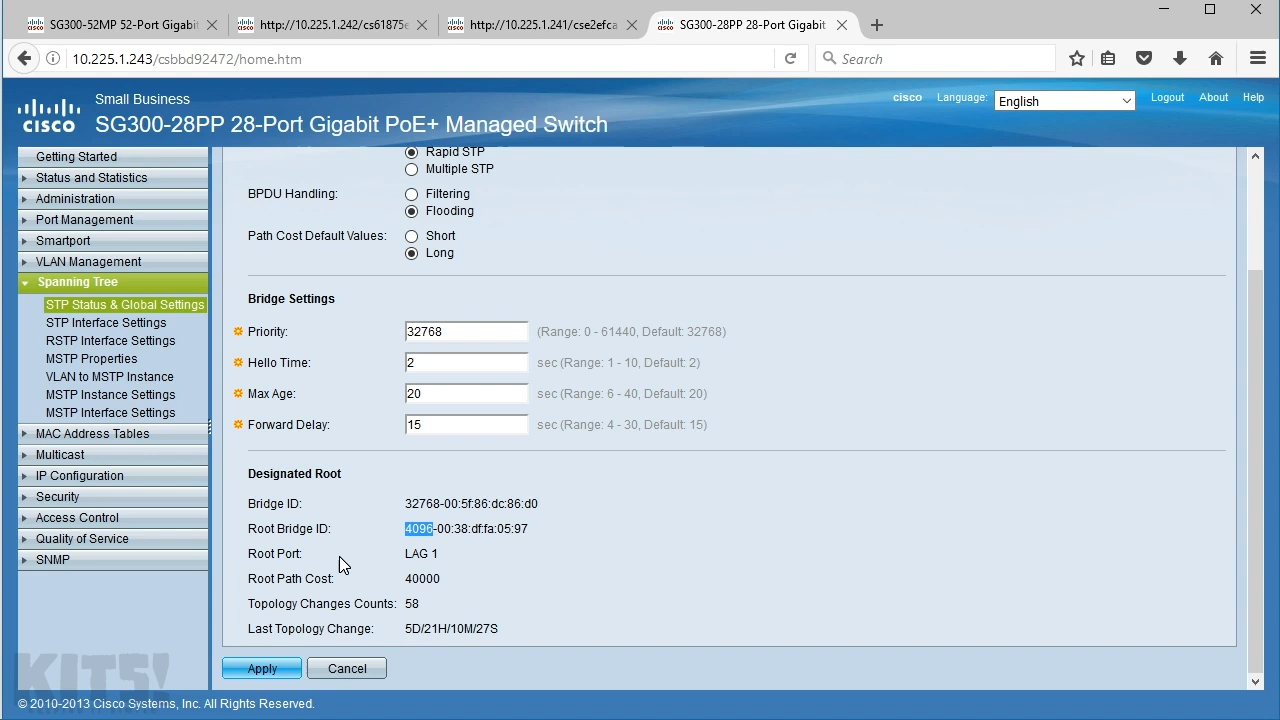 SG300-52MP 52-Port Gigabit
http://10.225.1.242/cs61875e
http://10.225.1.241/cse2efca
SG300-28PP 28-Port Gigabit
10.225.1.243/csbbd92472/home.htm
Search
Small Business
cisco
Language:
English
Logout
About
Help
CISCO
SG300-28PP 28-Port Gigabit PoE+ Managed Switch
Getting Started
Status and Statistics
Administration
Port Management
Smartport
VLAN Management
Spanning Tree
STP Status & Global Settings
STP Interface Settings
RSTP Interface Settings
MSTP Properties
VLAN to MSTP Instance
MSTP Instance Settings
MSTP Interface Settings
MAC Address Tables
Multicast
IP Configuration
Security
Access Control
Quality of Service
SNMP
Rapid STP
Multiple STP
BPDU Handling:
Filtering
Flooding
Path Cost Default Values:
Short
Long
Bridge Settings
Priority: 32768 (Range: 0 - 61440, Default: 32768)
Hello Time: 2 sec (Range: 1 - 10, Default: 2)
Max Age: 20 sec (Range: 6 - 40, Default: 20)
Forward Delay: 15 sec (Range: 4 - 30, Default: 15)
Designated Root
Bridge ID: 32768-00:5f:86:dc:86:d0
Root Bridge ID: 4096-00:38:df:fa:05:97
Root Port: LAG 1
Root Path Cost: 40000
Topology Changes Counts: 58
Last Topology Change: 5D/21H/10M/27S
Apply
Cancel
KITS!
© 2010-2013 Cisco Systems, Inc. All Rights Reserved.